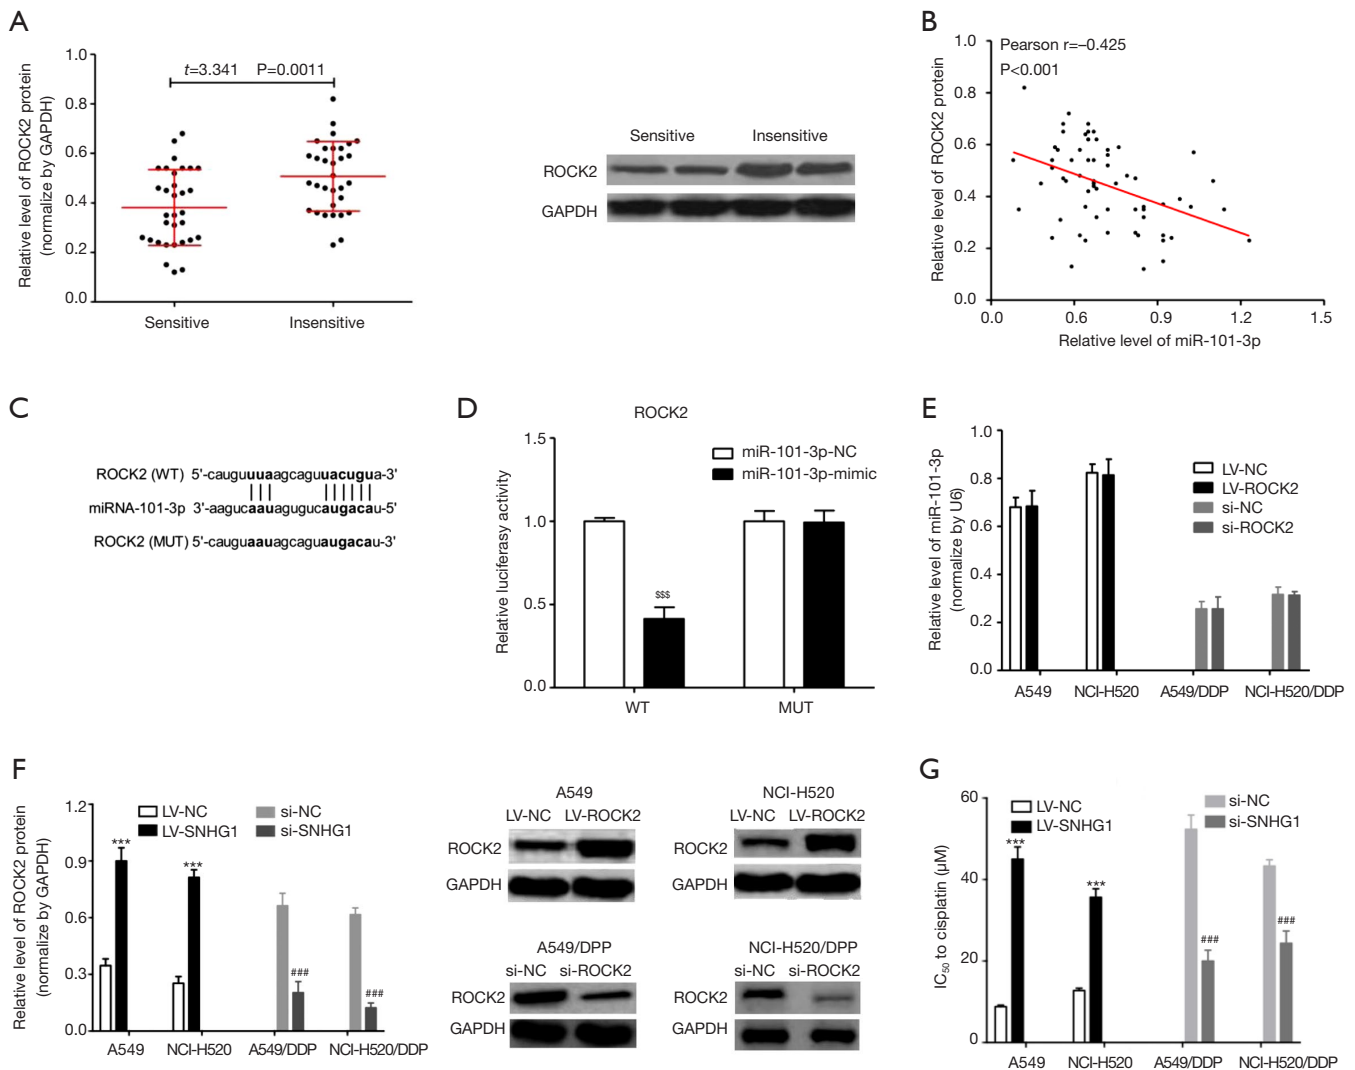 A
Relative level of ROCK2 protein
(normalize by GAPDH)
1.0
0.8
0.6
0.4
0.2
0.0
t=3.341 P=0.0011
Sensitive Insensitive
Sensitive Insensitive
ROCK2
GAPDH
B
Relative level of ROCK2 protein
1.0
0.8
0.6
0.4
0.2
0.0
Pearson r=–0.425
P<0.001
0.0 0.3 0.6 0.9 1.2 1.5
Relative level of miR-101-3p
C
ROCK2 (WT) 5'-cauguuuaagcaguuacugua-3'
miRNA-101-3p 3'-aagucaauagugucaugacau-5'
ROCK2 (MUT) 5'-cauguaauagcaguaugacau-3'
D
ROCK2
Relative luciferasy activity
1.5
1.0
0.5
0.0
miR-101-3p-NC
miR-101-3p-mimic
$$$
WT MUT
E
Relative level of miR-101-3p
(normalize by U6)
1.0
0.8
0.6
0.4
0.2
0.0
LV-NC
LV-ROCK2
si-NC
si-ROCK2
A549 NCI-H520 A549/DDP NCI-H520/DDP
F
Relative level of ROCK2 protein
(normalize by GAPDH)
1.2
0.9
0.6
0.3
0.0
LV-NC si-NC
LV-SNHG1 si-SNHG1
*** *** ### ###
A549 NCI-H520 A549/DDP NCI-H520/DDP
A549
LV-NC LV-ROCK2
ROCK2
GAPDH
NCI-H520
LV-NC LV-ROCK2
ROCK2
GAPDH
A549/DPP
si-NC si-ROCK2
ROCK2
GAPDH
NCI-H520/DPP
si-NC si-ROCK2
ROCK2
GAPDH
G
IC50 to cisplatin (μM)
60
40
20
0
LV-NC si-NC
LV-SNHG1 si-SNHG1
*** *** ### ###
A549 NCI-H520 A549/DDP NCI-H520/DDP